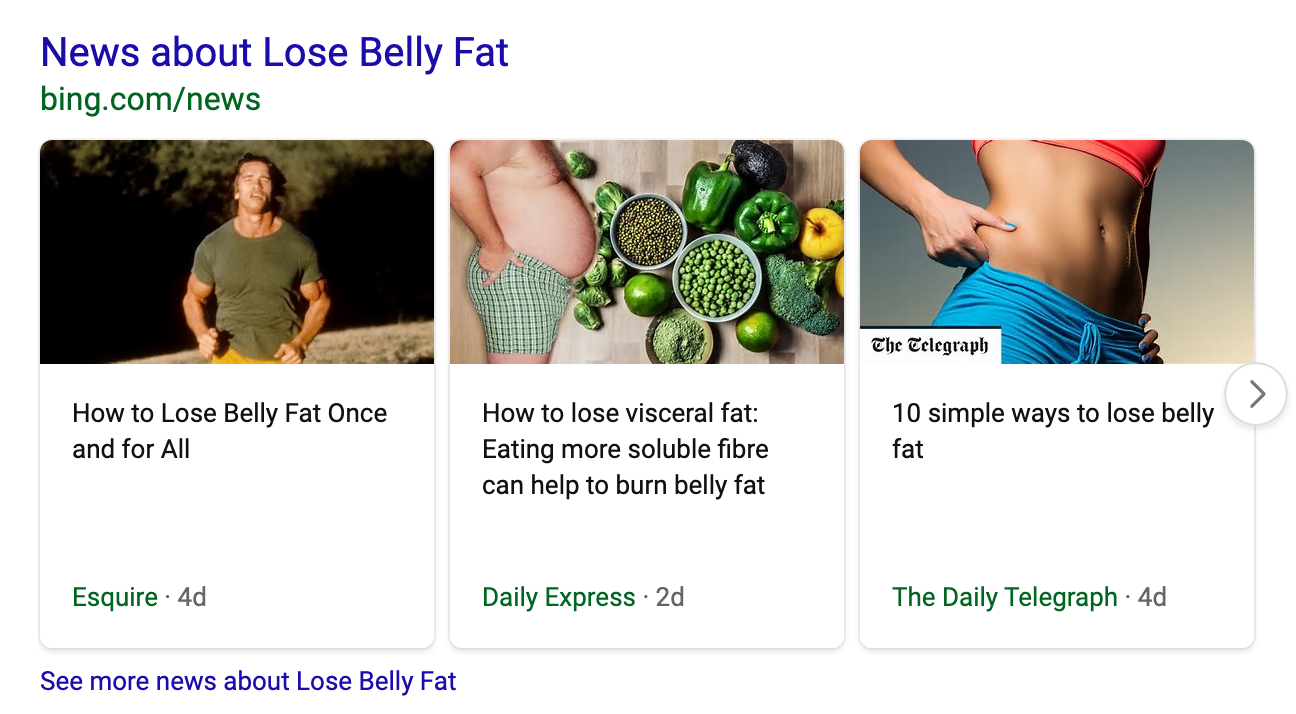 News about Lose Belly Fat
bing.com/news
The Telegraph
How to Lose Belly Fat Once
and for All
Esquire · 4d
How to lose visceral fat:
Eating more soluble fibre
can help to burn belly fat
Daily Express · 2d
10 simple ways to lose belly
fat
The Daily Telegraph · 4d
See more news about Lose Belly Fat